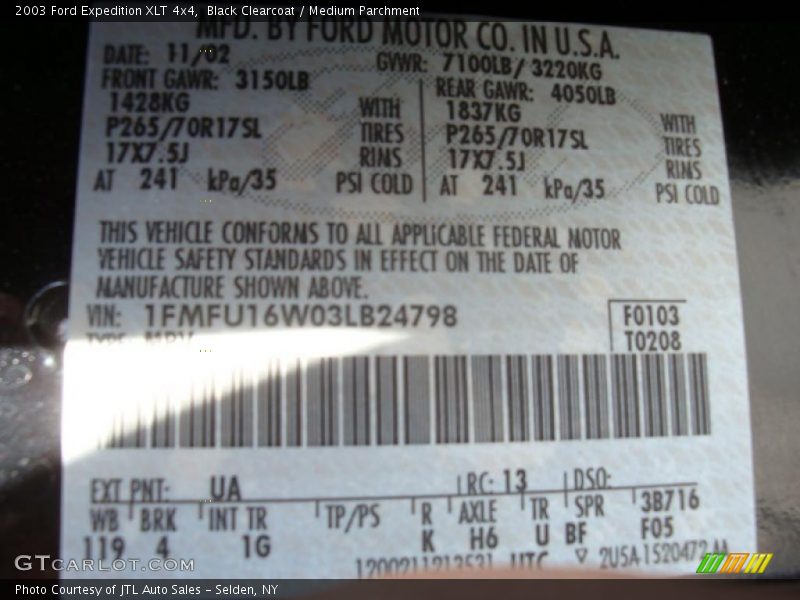 2003 Ford Expedition XLT 4x4, Black Clearcoat / Medium Parchment
MFD. BY FORD MOTOR CO. IN U.S.A.
DATE: 11/02 GVWR: 7100LB/ 3220KG
FRONT GAWR: 3150LB REAR GAWR: 4050LB
1428KG WITH 1837KG WITH
P265/70R17SL TIRES P265/70R17SL TIRES
17X7.5J RIMS 17X7.5J RIMS
AT 241 kPa/35 PSI COLD AT 241 kPa/35 PSI COLD
THIS VEHICLE CONFORMS TO ALL APPLICABLE FEDERAL MOTOR
VEHICLE SAFETY STANDARDS IN EFFECT ON THE DATE OF
MANUFACTURE SHOWN ABOVE.
VIN: 1FMFU16W03LB24798 F0103
T0208
EXT PNT: UA RC: 13 DSO:
WB BRK INT TR TP/PS R AXLE TR SPR 3B716
119 4 1G K H6 U BF F05
UTC
GTCarLot.com
Photo Courtesy of JTL Auto Sales - Selden, NY